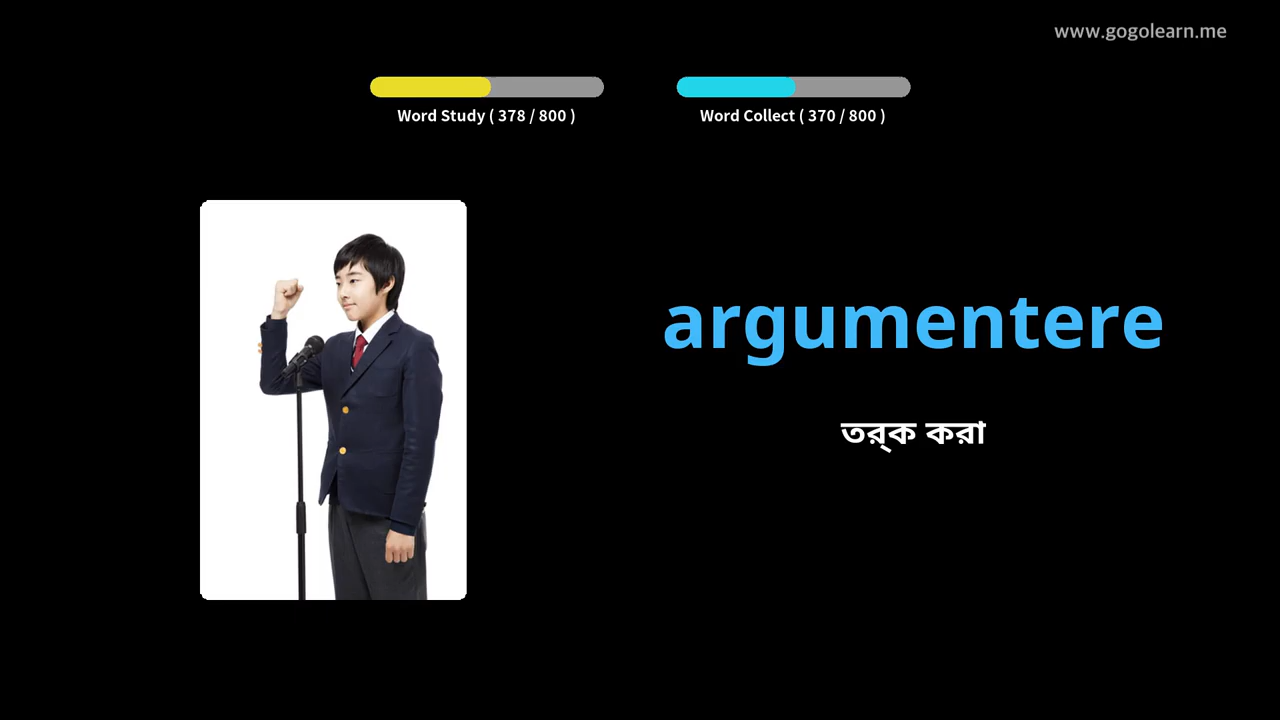 www.gogolearn.me
Word Study ( 378 / 800 )
Word Collect ( 370 / 800 )
argumentere
তর্ক করা